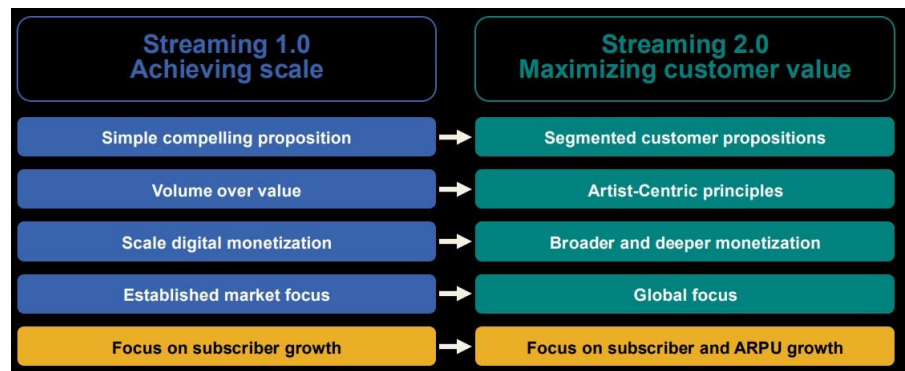 Streaming 1.0
Achieving scale
Streaming 2.0
Maximizing customer value
Simple compelling proposition
Segmented customer propositions
Volume over value
Artist-Centric principles
Scale digital monetization
Broader and deeper monetization
Established market focus
Global focus
Focus on subscriber growth
Focus on subscriber and ARPU growth